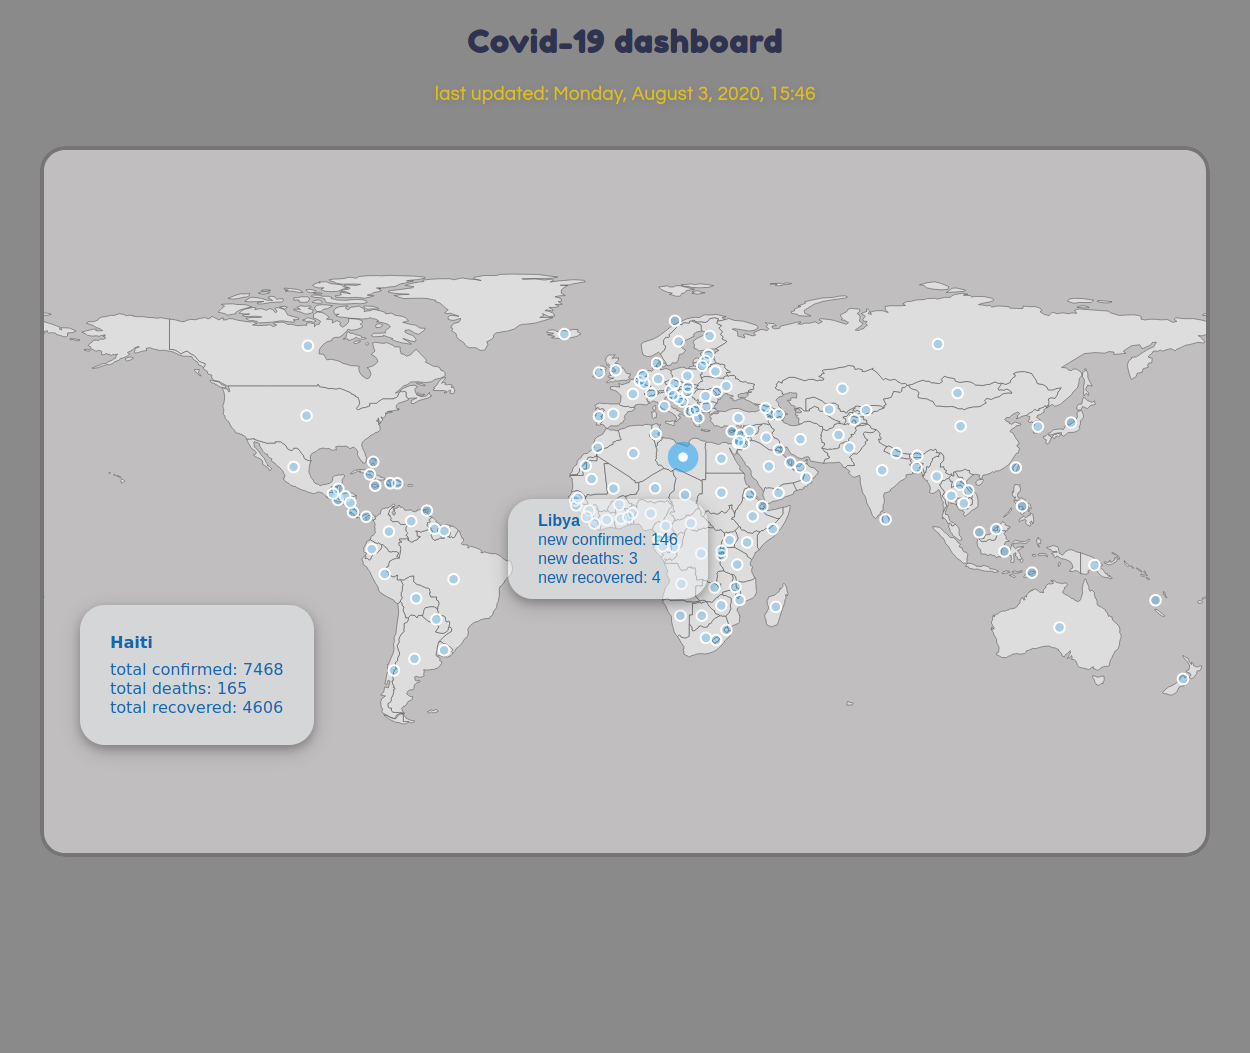 Covid-19 dashboard
last updated: Monday, August 3, 2020, 15:46
Libya
new confirmed: 146
new deaths: 3
new recovered: 4
Haiti
total confirmed: 7468
total deaths: 165
total recovered: 4606